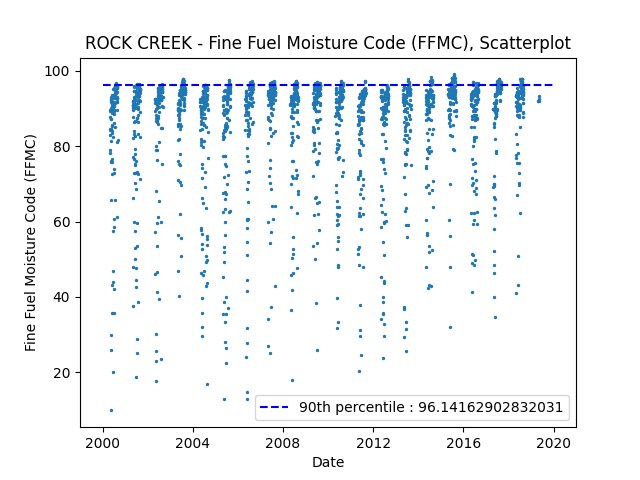 ROCK CREEK - Fine Fuel Moisture Code (FFMC), Scatterplot
100
80
60
40
20
Fine Fuel Moisture Code (FFMC)
90th percentile : 96.14162902832031
2000 2004 2008 2012 2016 2020
Date